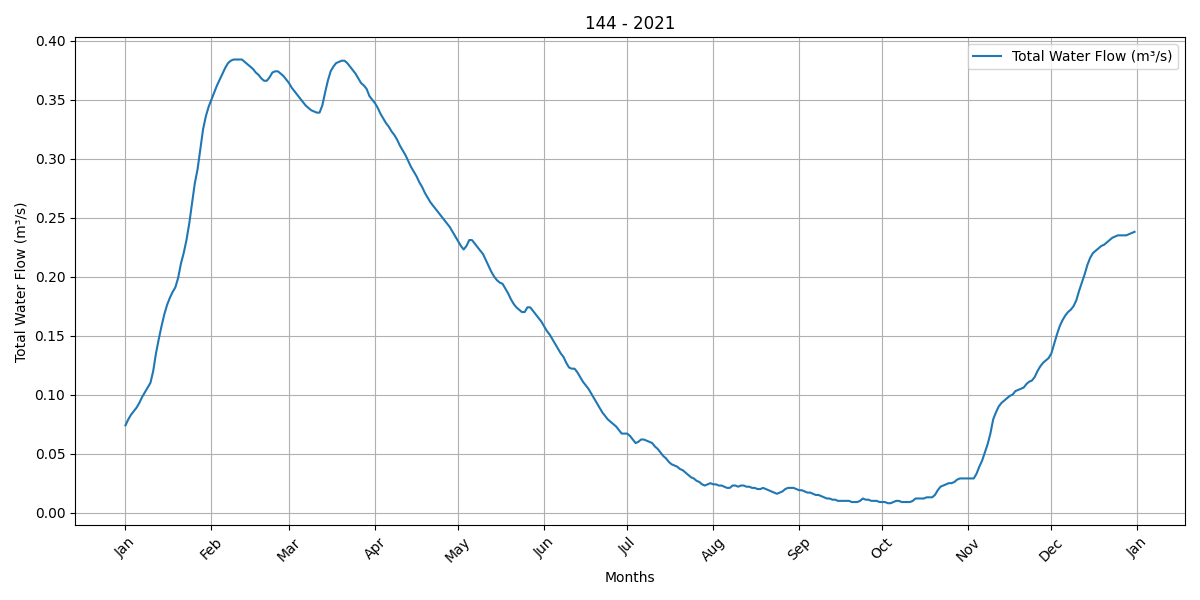 144 - 2021
Total Water Flow (m³/s)
Total Water Flow (m³/s)
0.40
0.35
0.30
0.25
0.20
0.15
0.10
0.05
0.00
Jan
Feb
Mar
Apr
May
Jun
Jul
Aug
Sep
Oct
Nov
Dec
Jan
Months